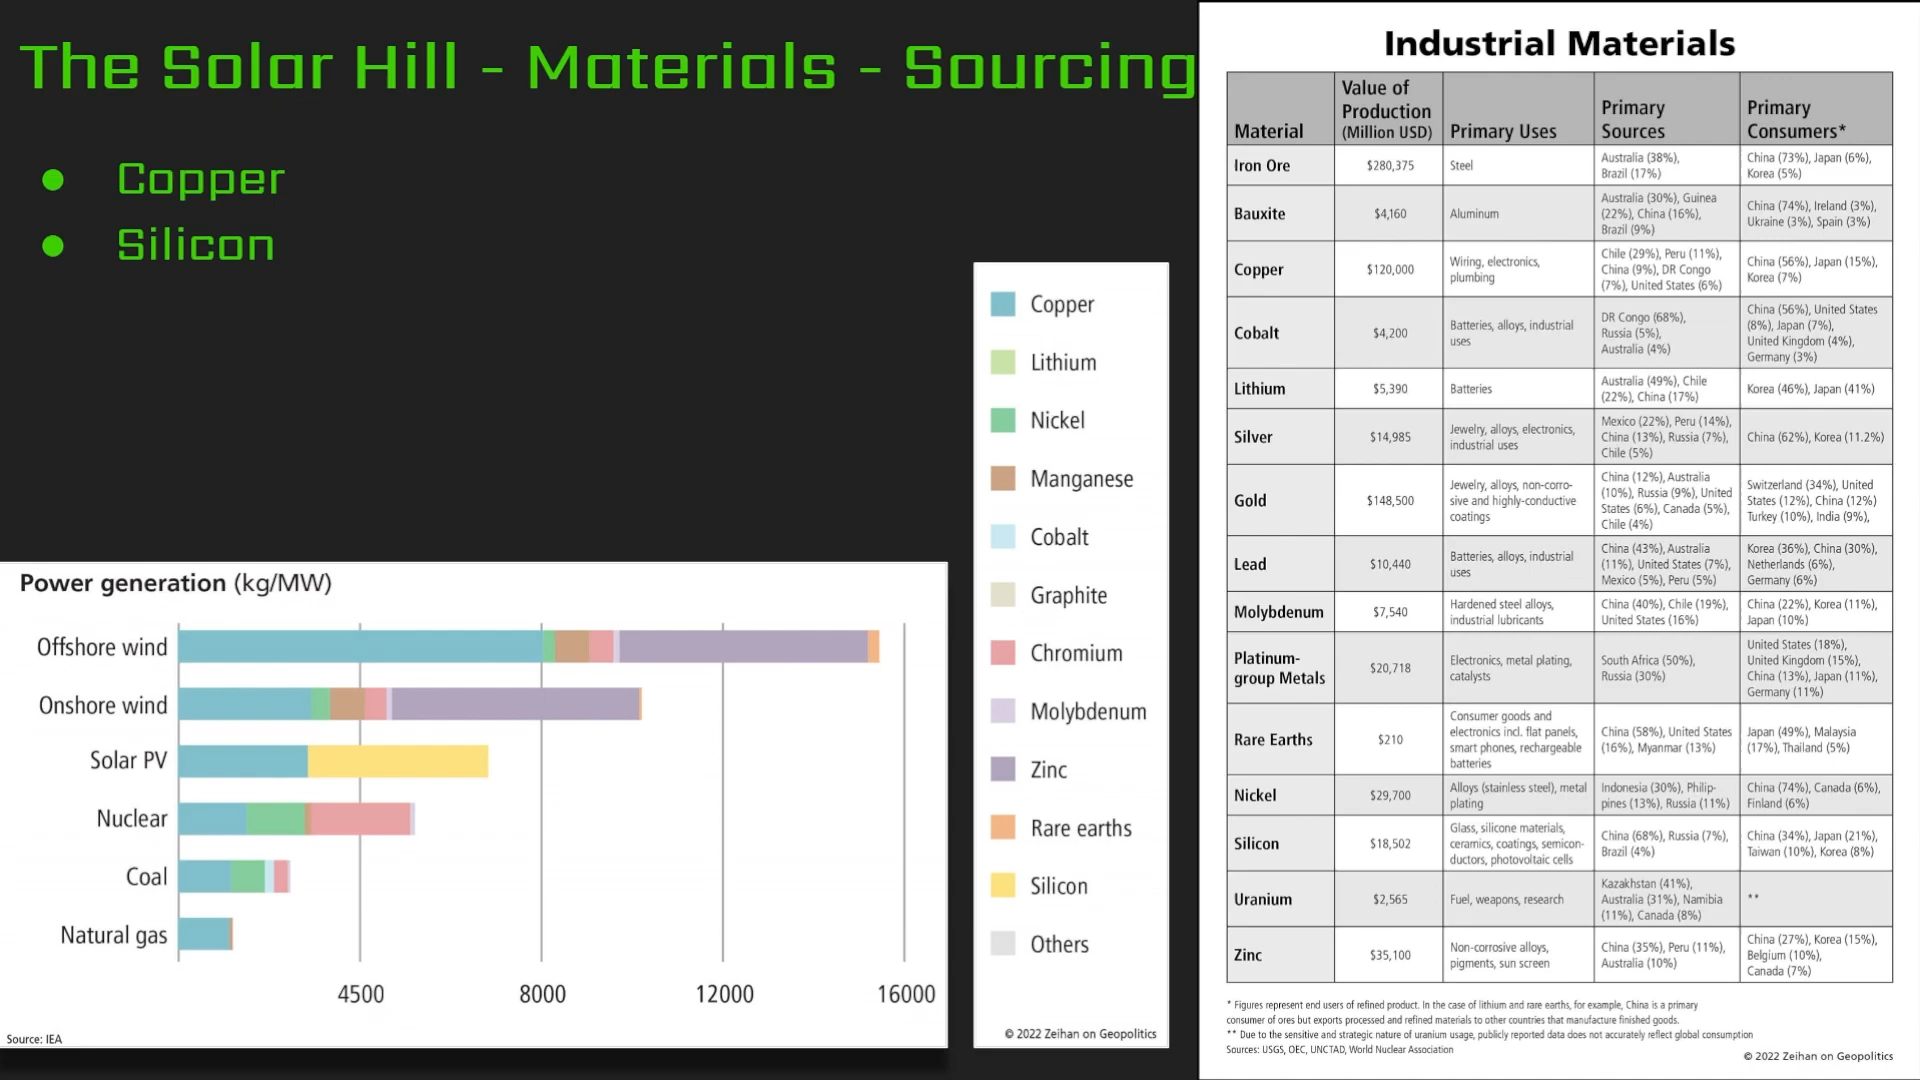 The Solar Hill - Materials - Sourcing
● Copper
● Silicon
Power generation (kg/MW)
Offshore wind
Onshore wind
Solar PV
Nuclear
Coal
Natural gas
4500 8000 12000 16000
Source: IEA
Copper
Lithium
Nickel
Manganese
Cobalt
Graphite
Chromium
Molybdenum
Zinc
Rare earths
Silicon
Others
© 2022 Zeihan on Geopolitics
Industrial Materials
Material
Value of
Production
(Million USD)
Primary Uses
Primary
Sources
Primary
Consumers*
Iron Ore
$280,375
Steel
Australia (38%),
Brazil (17%)
China (73%), Japan (6%),
Korea (5%)
Bauxite
$4,160
Aluminum
Australia (30%), Guinea
(22%), China (16%),
Brazil (9%)
China (74%), Ireland (3%),
Ukraine (3%), Spain (3%)
Copper
$120,000
Wiring, electronics,
plumbing
Chile (29%), Peru (11%),
China (9%), DR Congo
(7%), United States (6%)
China (56%), Japan (15%),
Korea (7%)
Cobalt
$4,200
Batteries, alloys, industrial
uses
DR Congo (68%),
Russia (5%),
Australia (4%)
China (56%), United States
(8%), Japan (7%),
United Kingdom (4%),
Germany (3%)
Lithium
$5,390
Batteries
Australia (49%), Chile
(22%), China (17%)
Korea (46%), Japan (41%)
Silver
$14,985
Jewelry, alloys, electronics,
industrial uses
Mexico (22%), Peru (14%),
China (13%), Russia (7%),
Chile (5%)
China (62%), Korea (11.2%)
Gold
$148,500
Jewelry, alloys, non-corro-
sive and highly-conductive
coatings
China (12%), Australia
(10%), Russia (9%), United
States (6%), Canada (5%),
Chile (4%)
Switzerland (34%), United
States (12%), China (12%)
Turkey (10%), India (9%),
Lead
$10,440
Batteries, alloys, industrial
uses
China (43%), Australia
(11%), United States (7%),
Mexico (5%), Peru (5%)
Korea (36%), China (30%),
Netherlands (6%),
Germany (6%)
Molybdenum
$7,540
Hardened steel alloys,
industrial lubricants
China (40%), Chile (19%),
United States (16%)
China (22%), Korea (11%),
Japan (10%)
Platinum-
group Metals
$20,718
Electronics, metal plating,
catalysts
South Africa (50%),
Russia (30%)
United States (18%),
United Kingdom (15%),
China (13%), Japan (11%),
Germany (11%)
Rare Earths
$210
Consumer goods and
electronics incl. flat panels,
smart phones, rechargeable
batteries
China (58%), United States
(16%), Myanmar (13%)
Japan (49%), Malaysia
(17%), Thailand (5%)
Nickel
$29,700
Alloys (stainless steel), metal
plating
Indonesia (30%), Philip-
pines (13%), Russia (11%)
China (74%), Canada (6%),
Finland (6%)
Silicon
$18,502
Glass, silicone materials,
ceramics, coatings, semicon-
ductors, photovoltaic cells
China (68%), Russia (7%),
Brazil (4%)
China (34%), Japan (21%),
Taiwan (10%), Korea (8%)
Uranium
$2,565
Fuel, weapons, research
Kazakhstan (41%),
Australia (31%), Namibia
(11%), Canada (8%)
**
Zinc
$35,100
Non-corrosive alloys,
pigments, sun screen
China (35%), Peru (11%),
Australia (10%)
China (27%), Korea (15%),
Belgium (10%),
Canada (7%)
* Figures represent end users of refined product. In the case of lithium and rare earths, for example, China is a primary
consumer of ores but exports processed and refined materials to other countries that manufacture finished goods.
** Due to the sensitive and strategic nature of uranium usage, publicly reported data does not accurately reflect global consumption
Sources: USGS, OEC, UNCTAD, World Nuclear Association
© 2022 Zeihan on Geopolitics